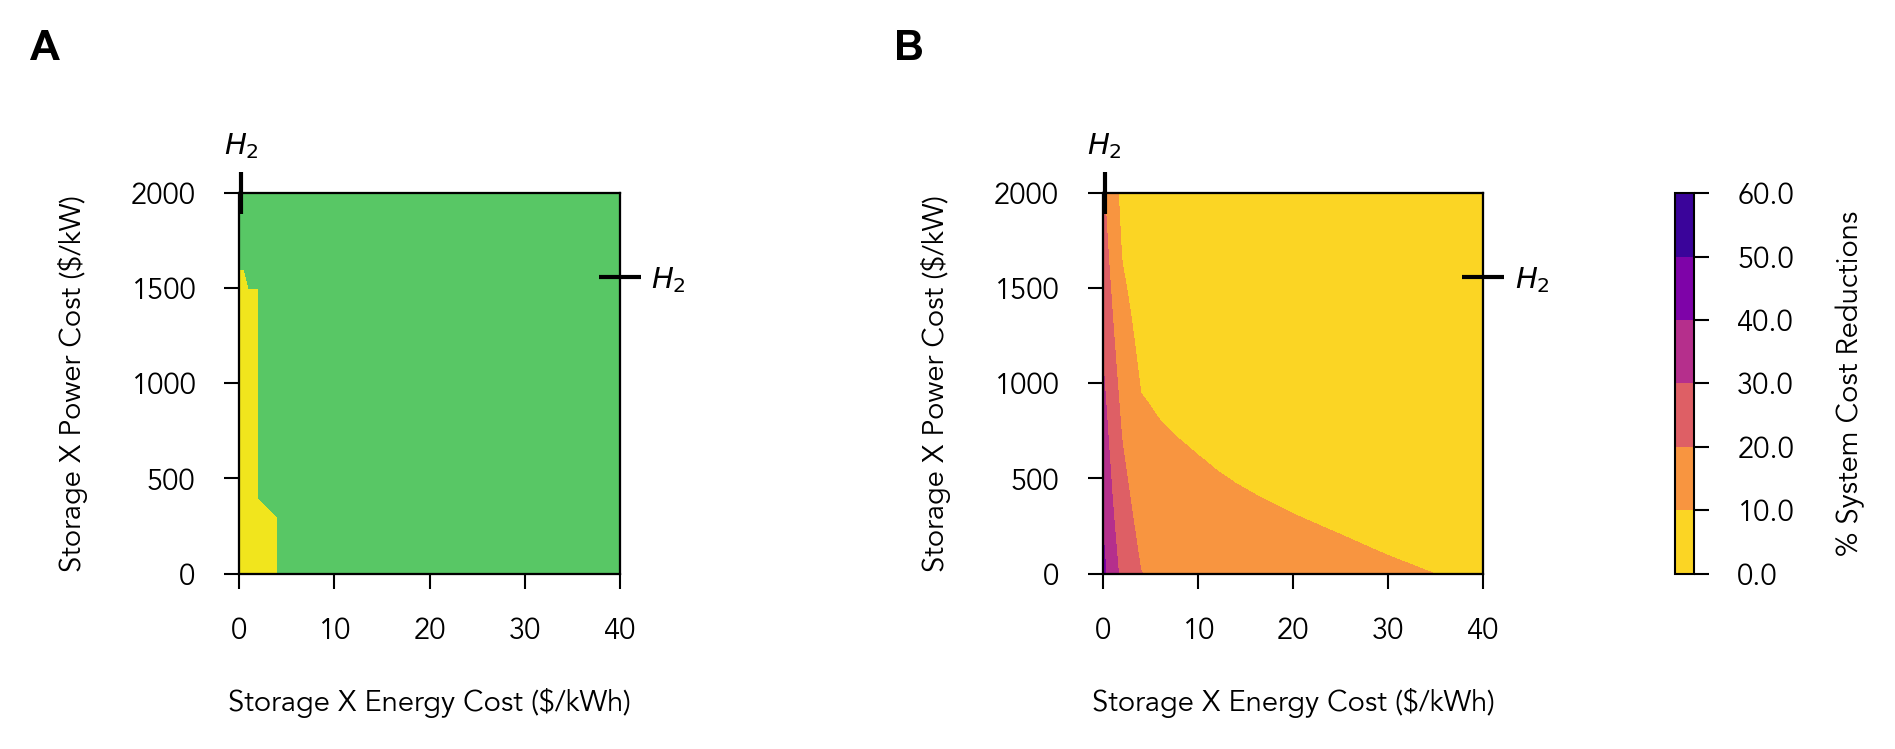 A
H₂
Storage X Power Cost ($/kW)
2000
1500
1000
500
0
H₂
0 10 20 30 40
Storage X Energy Cost ($/kWh)
B
H₂
Storage X Power Cost ($/kW)
2000
1500
1000
500
0
H₂
0 10 20 30 40
Storage X Energy Cost ($/kWh)
60.0
50.0
40.0
30.0
20.0
10.0
0.0
% System Cost Reductions